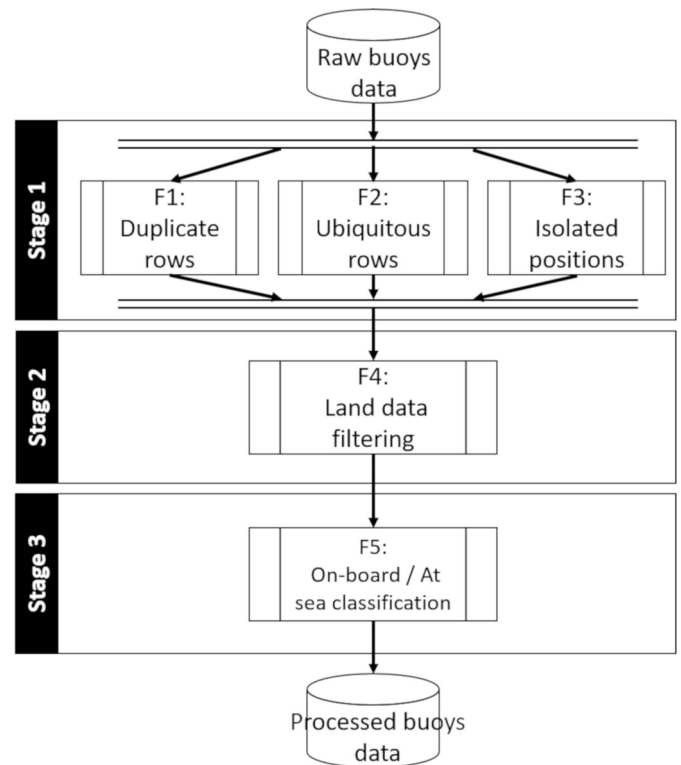 Raw buoys
data
Stage 1
F1:
Duplicate
rows
F2:
Ubiquitous
rows
F3:
Isolated
positions
Stage 2
F4:
Land data
filtering
Stage 3
F5:
On-board / At
sea classification
Processed buoys
data